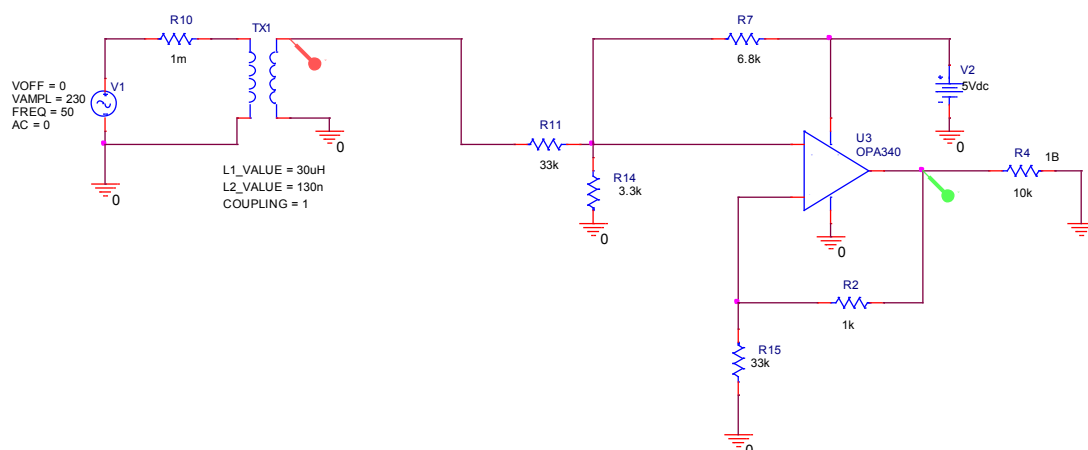 R10
1m
TX1
VOFF = 0
VAMPL = 230
FREQ = 50
AC = 0
V1
0
0
L1_VALUE = 30uH
L2_VALUE = 130n
COUPLING = 1
R7
6.8k
V2
5Vdc
0
R11
33k
R14
3.3k
0
U3
OPA340
0
R4
1B
10k
R2
1k
R15
33k
0